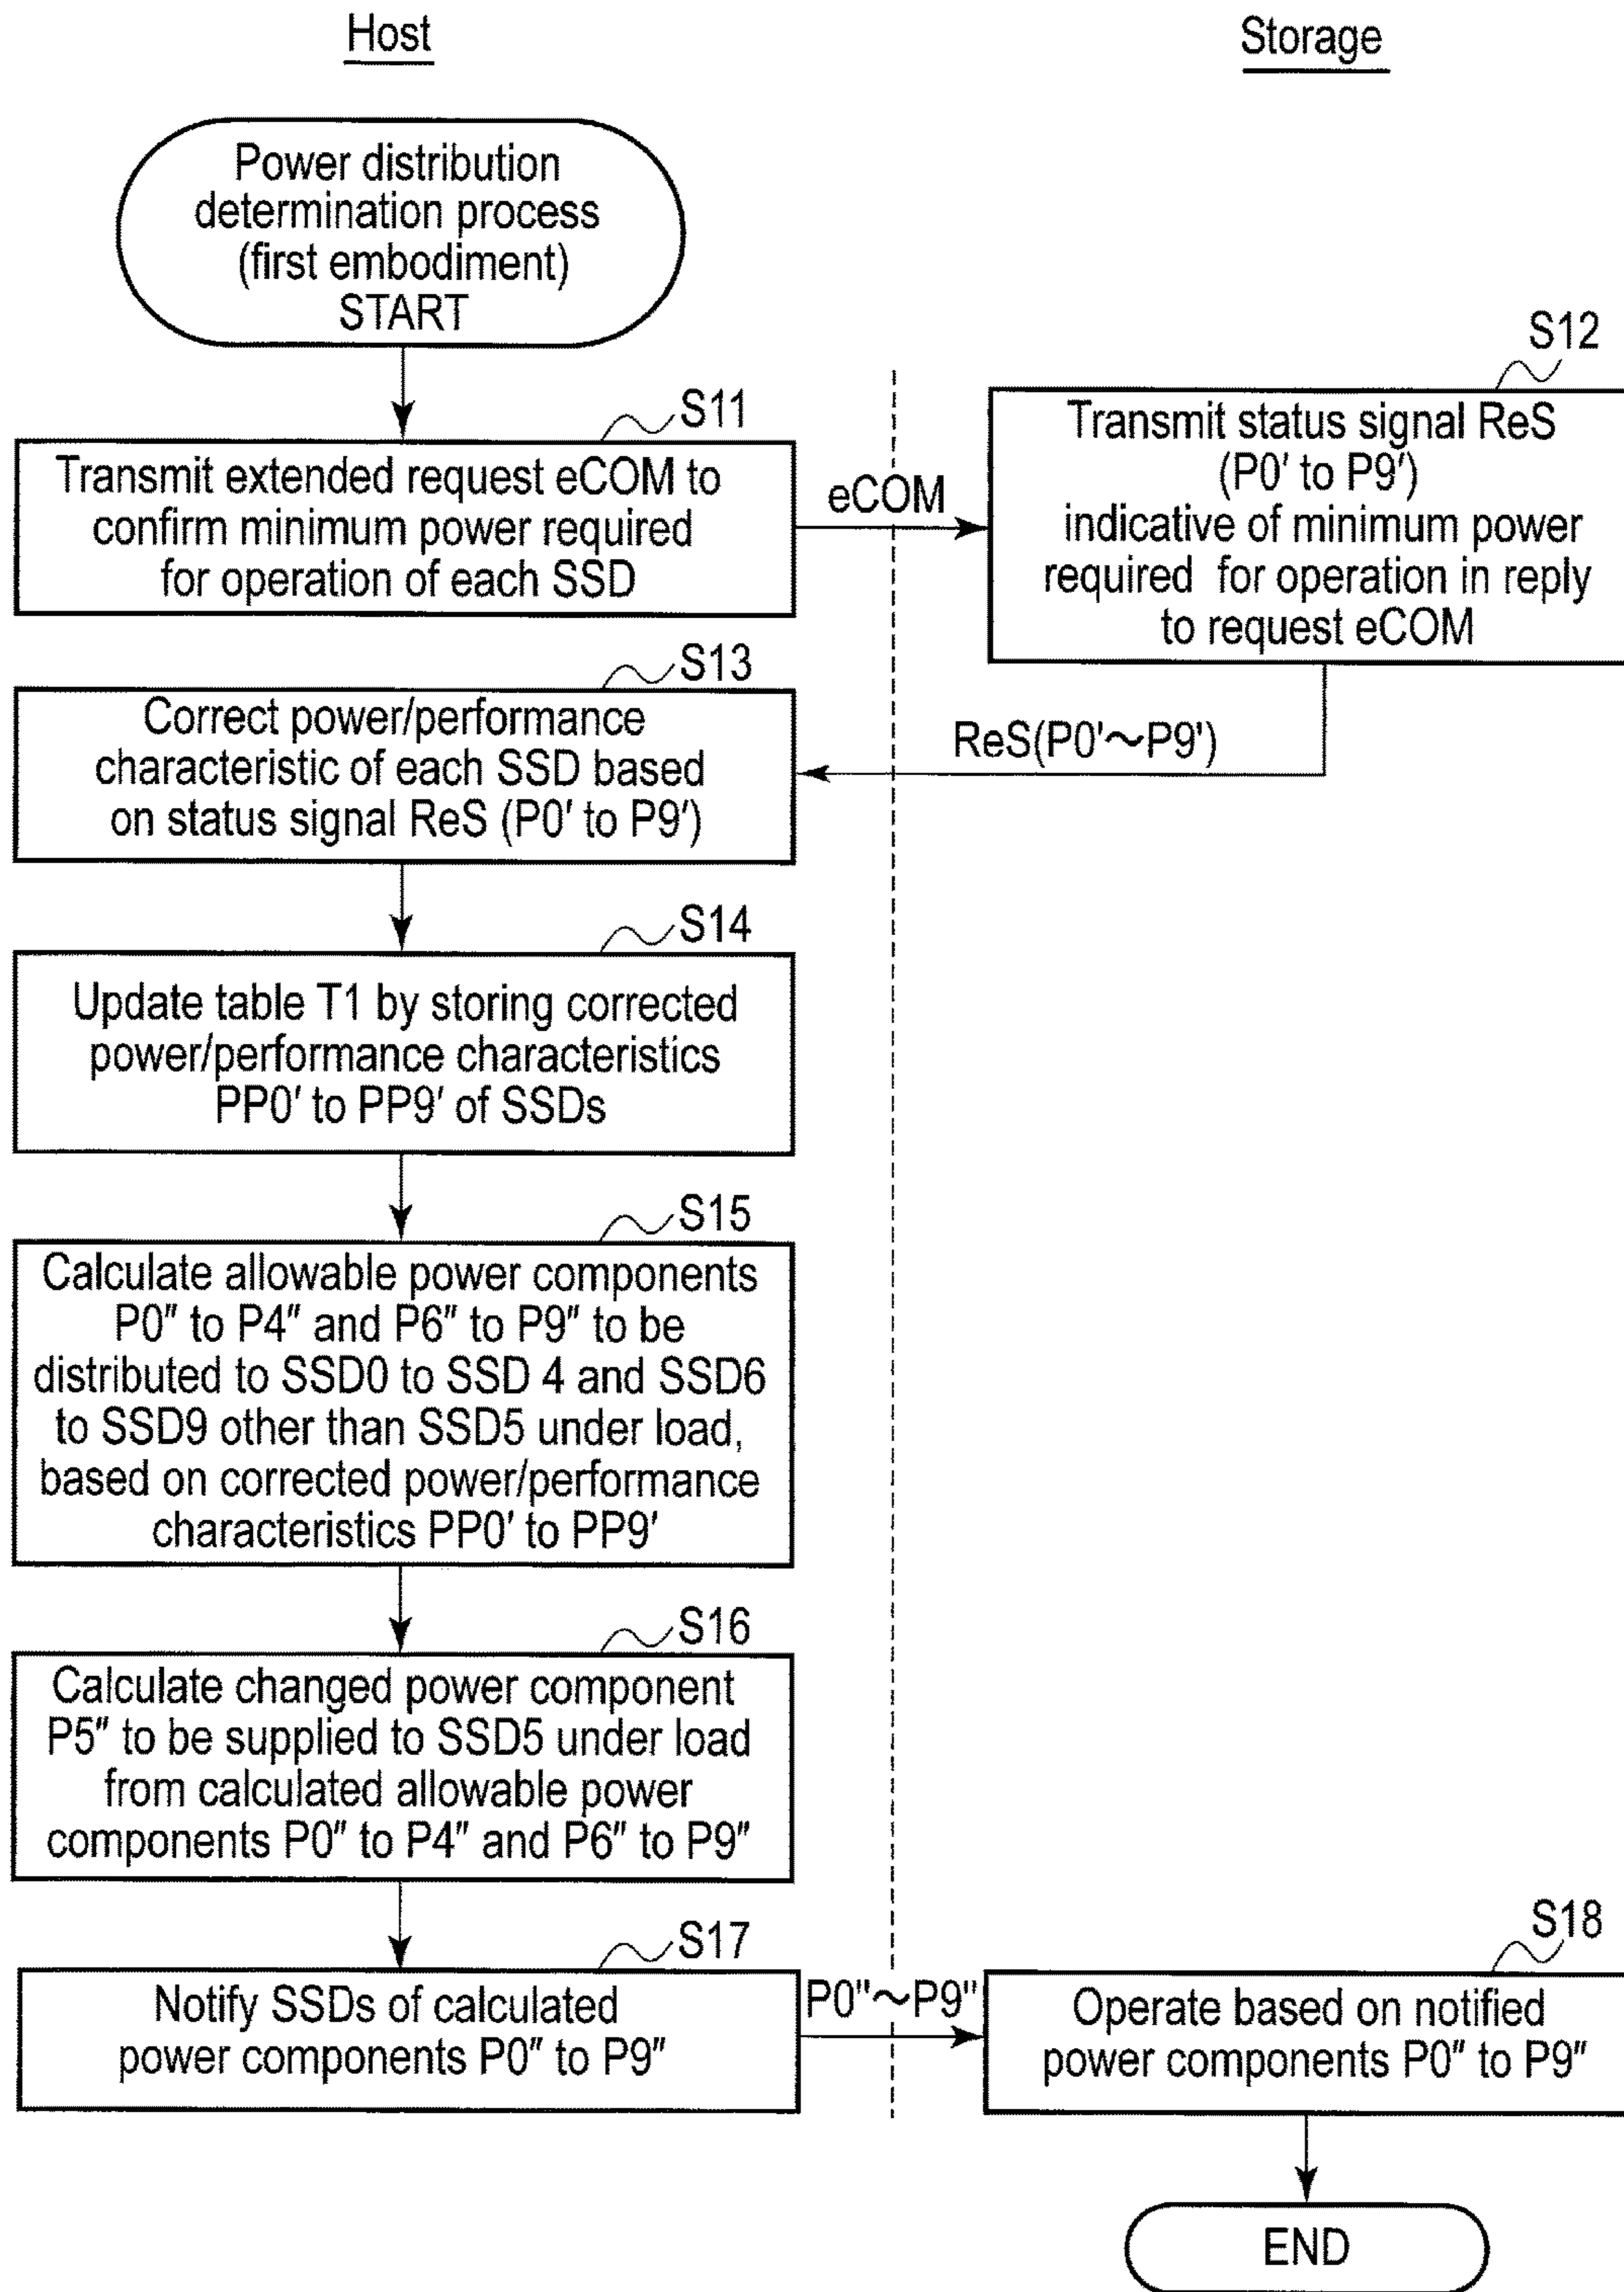 Host
Storage
Power distribution
determination process
(first embodiment)
START
S11
Transmit extended request eCOM to
confirm minimum power required
for operation of each SSD
eCOM
S12
Transmit status signal ReS
(P0′ to P9′)
indicative of minimum power
required for operation in reply
to request eCOM
ReS(P0'～P9')
S13
Correct power/performance
characteristic of each SSD based
on status signal ReS (P0′ to P9′)
S14
Update table T1 by storing corrected
power/performance characteristics
PP0′ to PP9′ of SSDs
S15
Calculate allowable power components
P0″ to P4″ and P6″ to P9″ to be
distributed to SSD0 to SSD 4 and SSD6
to SSD9 other than SSD5 under load,
based on corrected power/performance
characteristics PP0′ to PP9′
S16
Calculate changed power component
P5″ to be supplied to SSD5 under load
from calculated allowable power
components P0″ to P4″ and P6″ to P9″
S17
Notify SSDs of calculated
power components P0″ to P9″
P0"～P9"
S18
Operate based on notified
power components P0″ to P9″
END